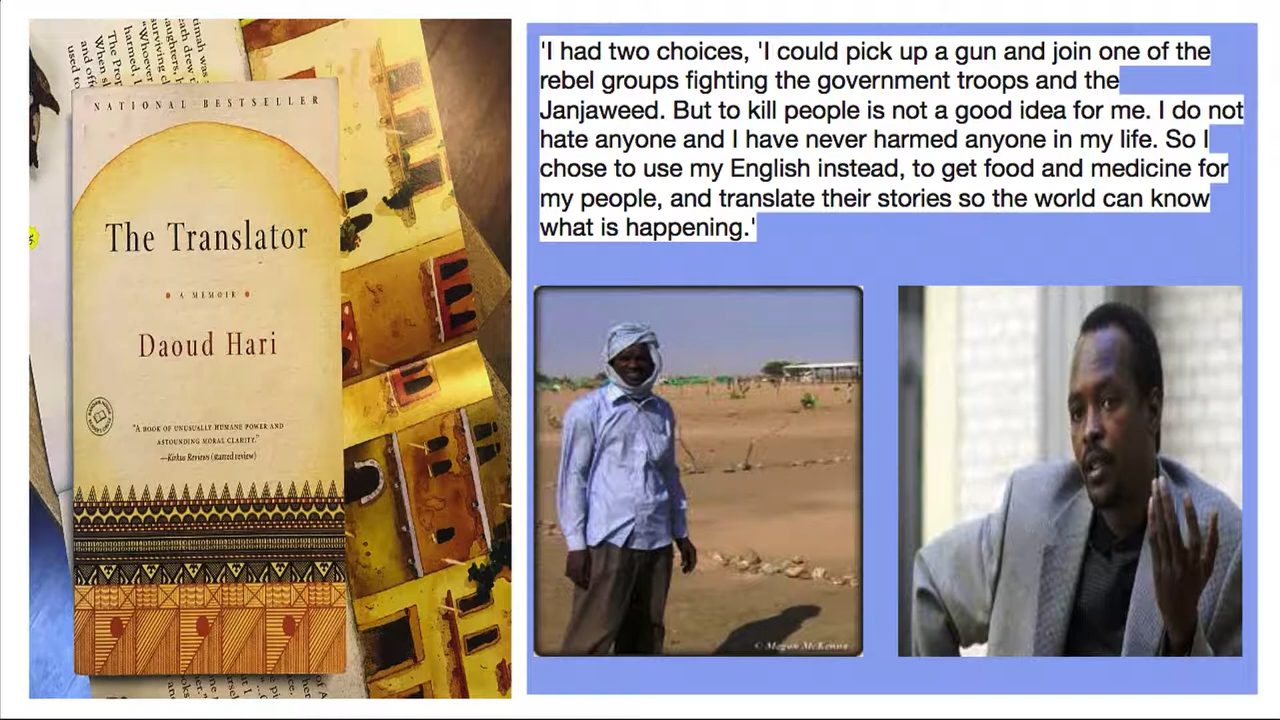 NATIONAL BESTSELLER
The Translator
A MEMOIR
Daoud Hari
"A BOOK OF UNUSUALLY HUMANE POWER AND
ASTOUNDING MORAL CLARITY."
—Kirkus Reviews (starred review)
'I had two choices, 'I could pick up a gun and join one of the
rebel groups fighting the government troops and the
Janjaweed. But to kill people is not a good idea for me. I do not
hate anyone and I have never harmed anyone in my life. So I
chose to use my English instead, to get food and medicine for
my people, and translate their stories so the world can know
what is happening.'
© Megan McKenna